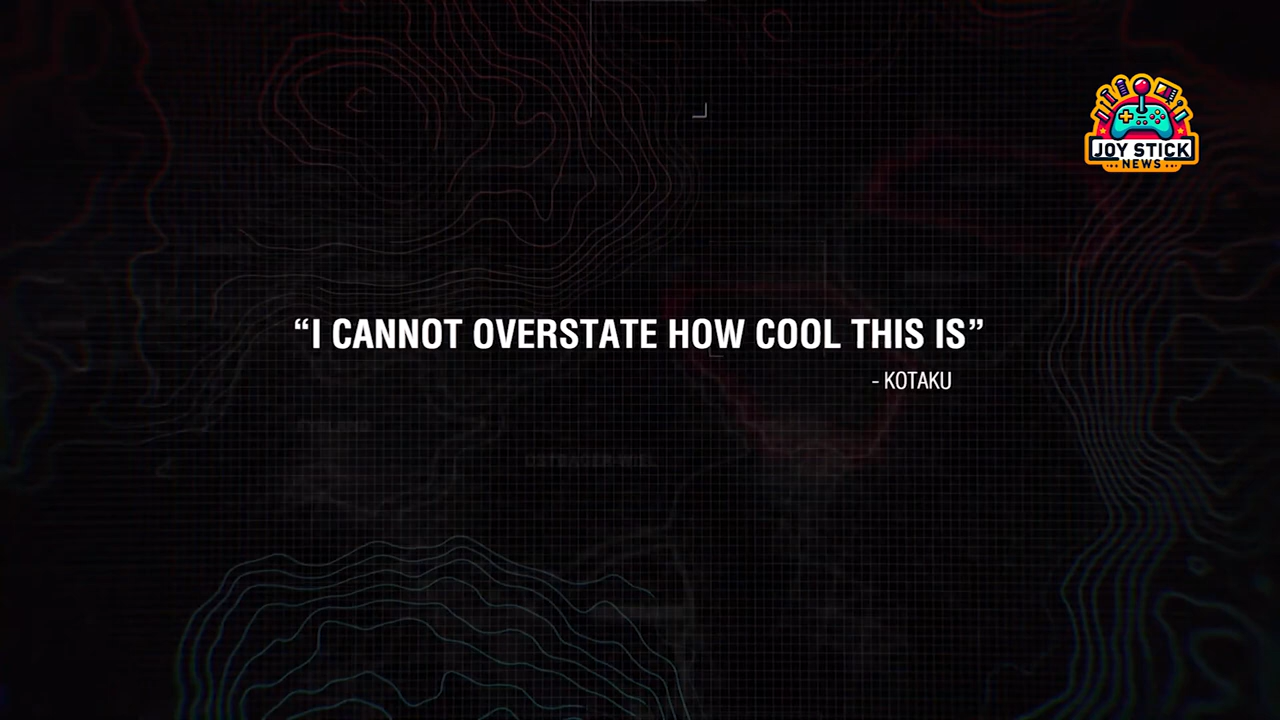 JOY STICK
NEWS
“I CANNOT OVERSTATE HOW COOL THIS IS”
- KOTAKU